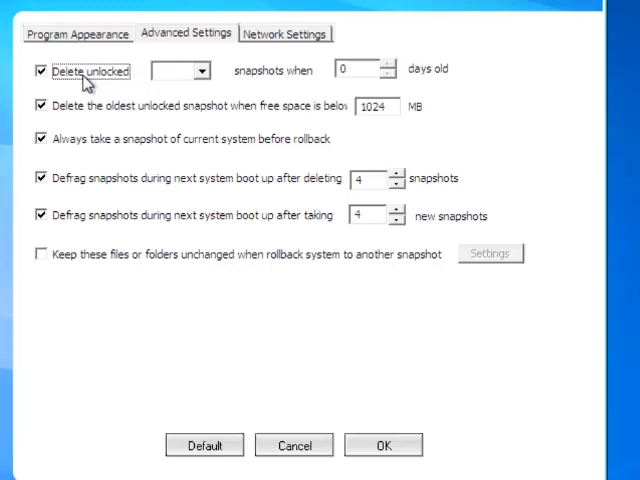 Program Appearance Advanced Settings Network Settings
Delete unlocked snapshots when 0 days old
Delete the oldest unlocked snapshot when free space is below 1024 MB
Always take a snapshot of current system before rollback
Defrag snapshots during next system boot up after deleting 4 snapshots
Defrag snapshots during next system boot up after taking 4 new snapshots
Keep these files or folders unchanged when rollback system to another snapshot Settings
Default Cancel OK